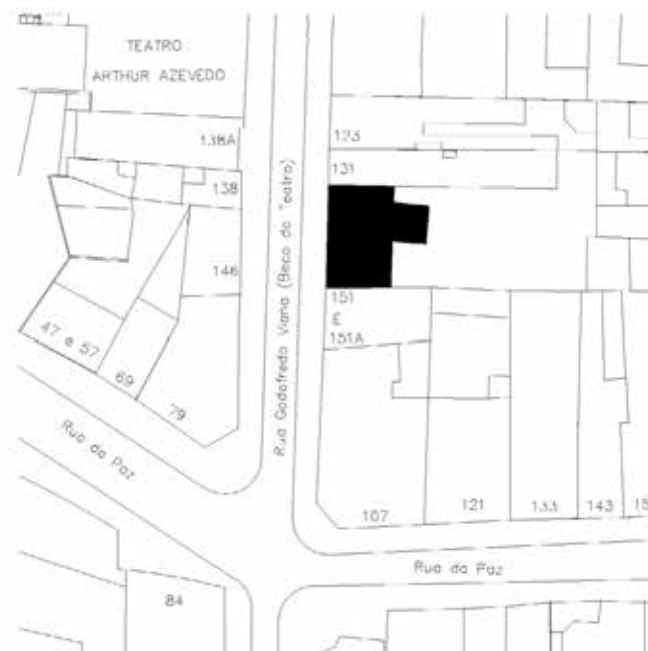 TEATRO
ARTHUR AZEVEDO
138A
123
131
138
146
151
E
151A
Rua Godofredo Viana (Beco do Teatro)
47 e 57
69
79
Rua da Paz
107
121
133
143
15
Rua da Paz
84